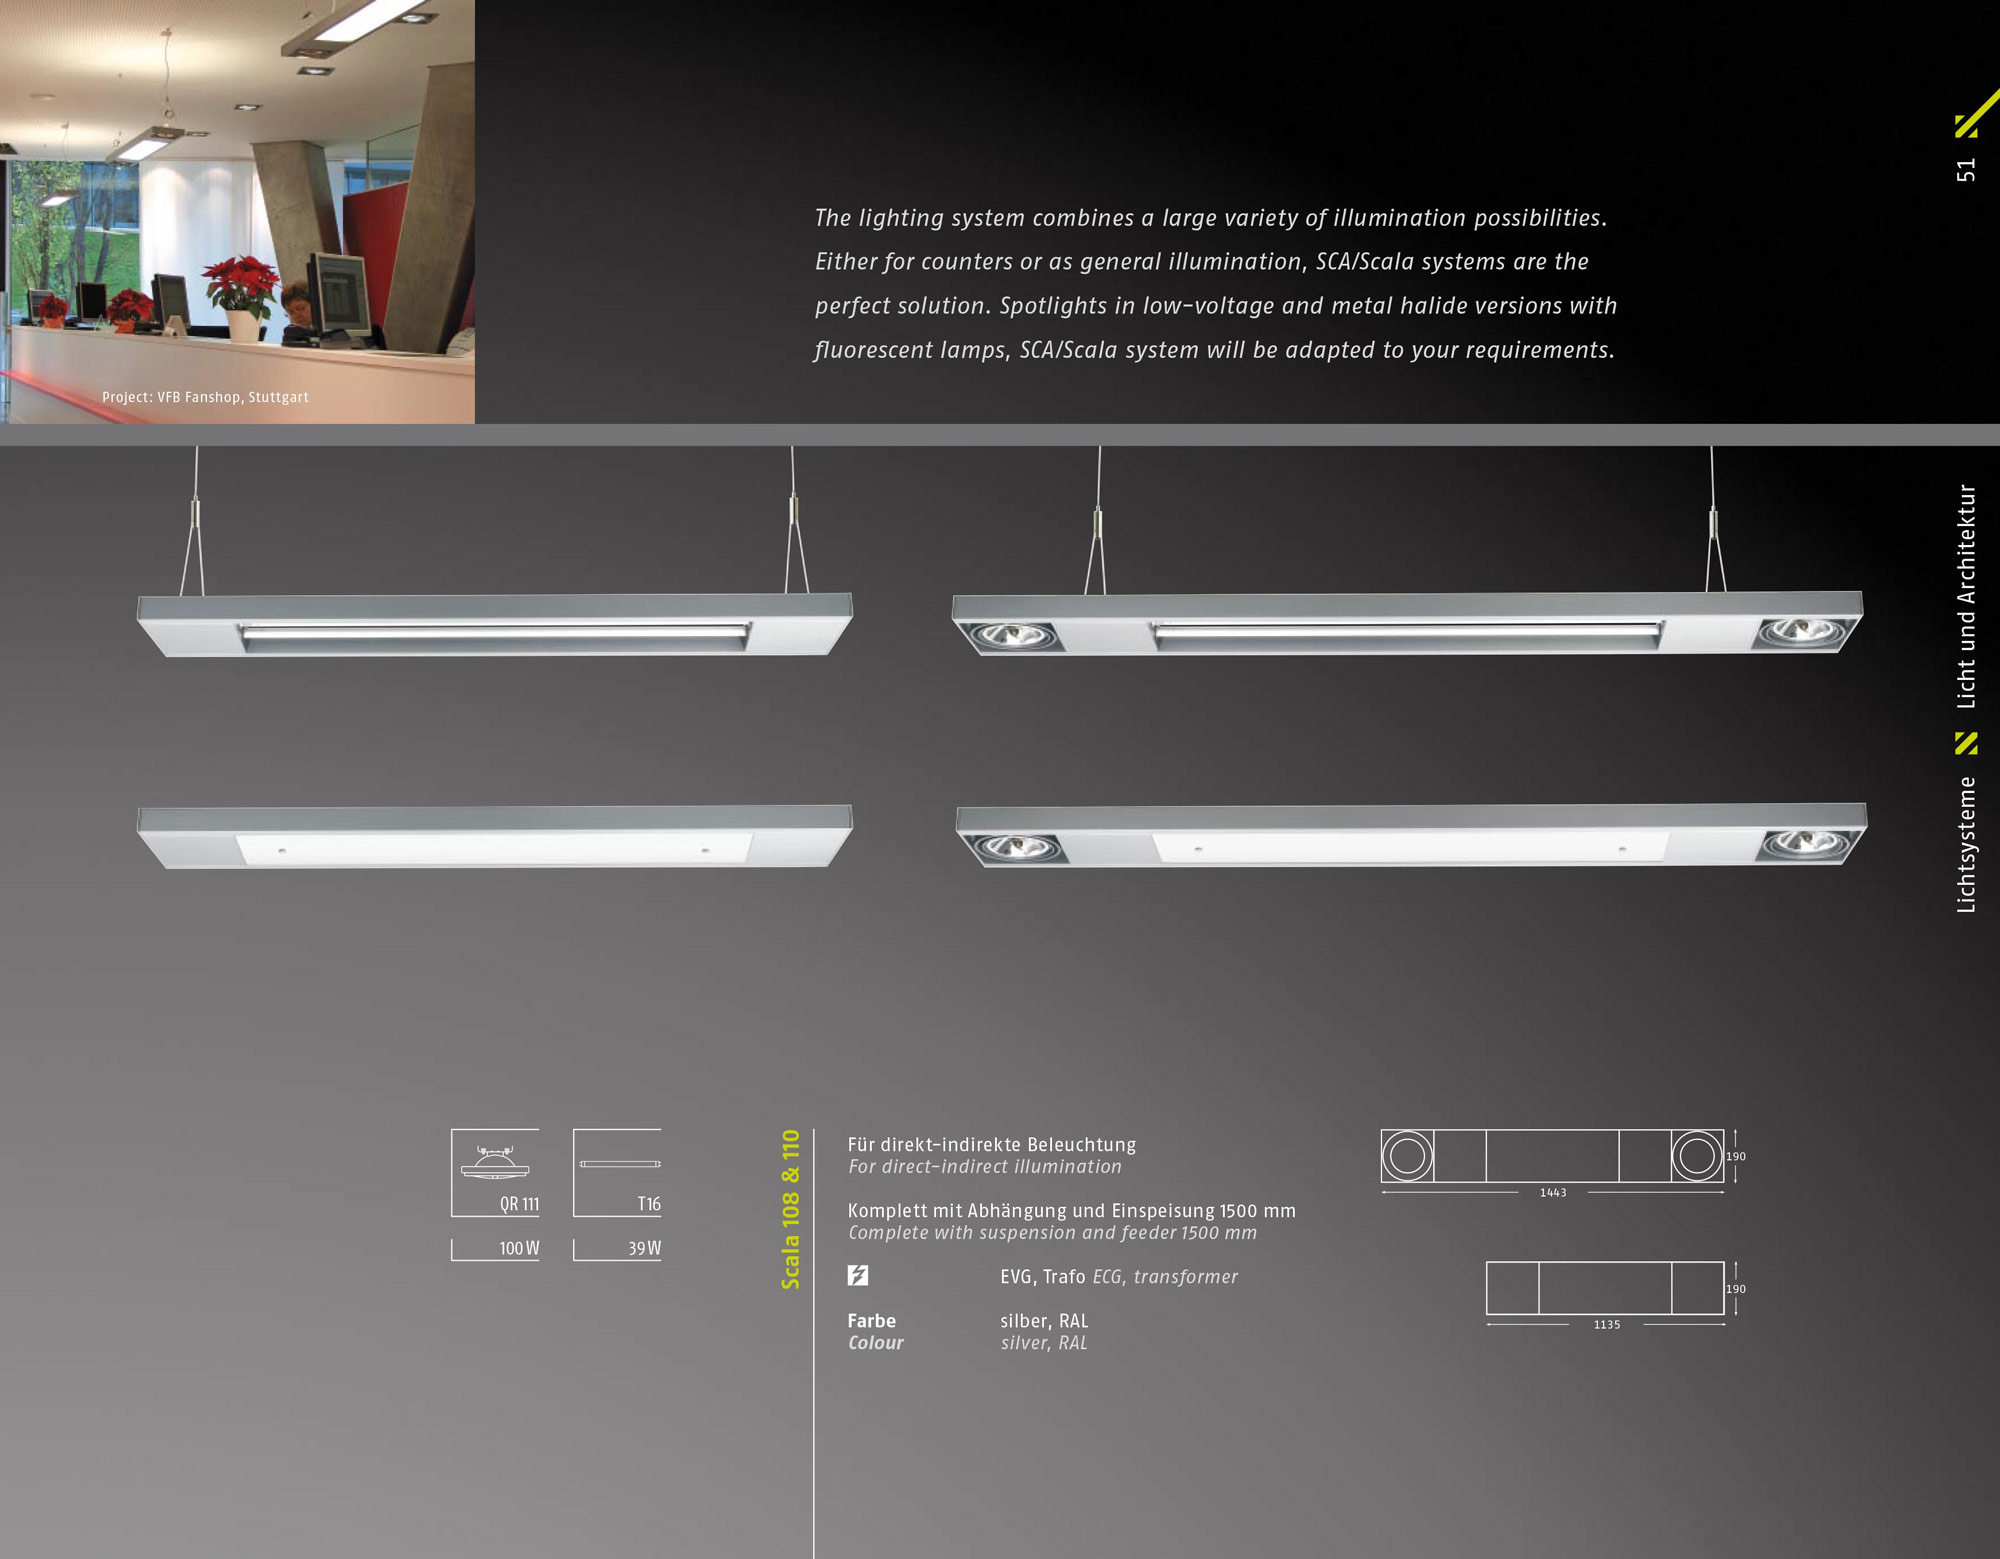 Project: VFB Fanshop, Stuttgart
The lighting system combines a large variety of illumination possibilities.
Either for counters or as general illumination, SCA/Scala systems are the
perfect solution. Spotlights in low-voltage and metal halide versions with
fluorescent lamps, SCA/Scala system will be adapted to your requirements.
51
Lichtsysteme Licht und Architektur
QR 111
100 W
T16
39 W
Scala 108 & 110
Für direkt-indirekte Beleuchtung
For direct-indirect illumination
Komplett mit Abhängung und Einspeisung 1500 mm
Complete with suspension and feeder 1500 mm
EVG, Trafo ECG, transformer
Farbe silber, RAL
Colour silver, RAL
190
1443
190
1135